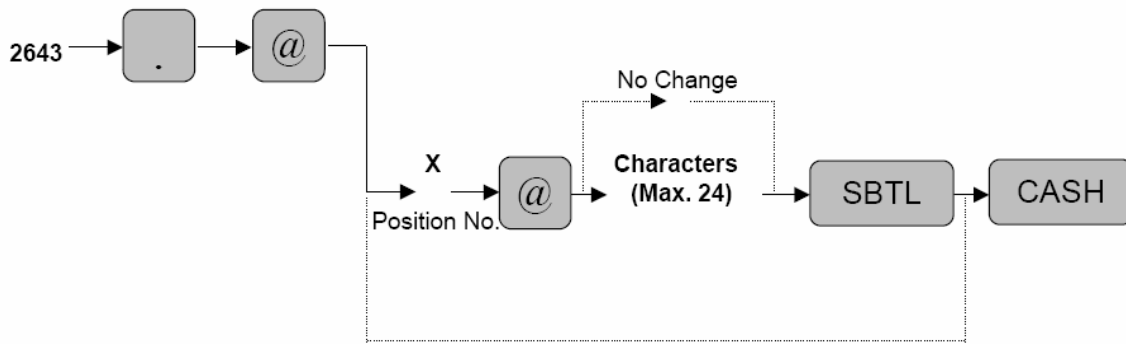 2643
.
@
No Change
X
@
Characters
(Max. 24)
SBTL
CASH
Position No.